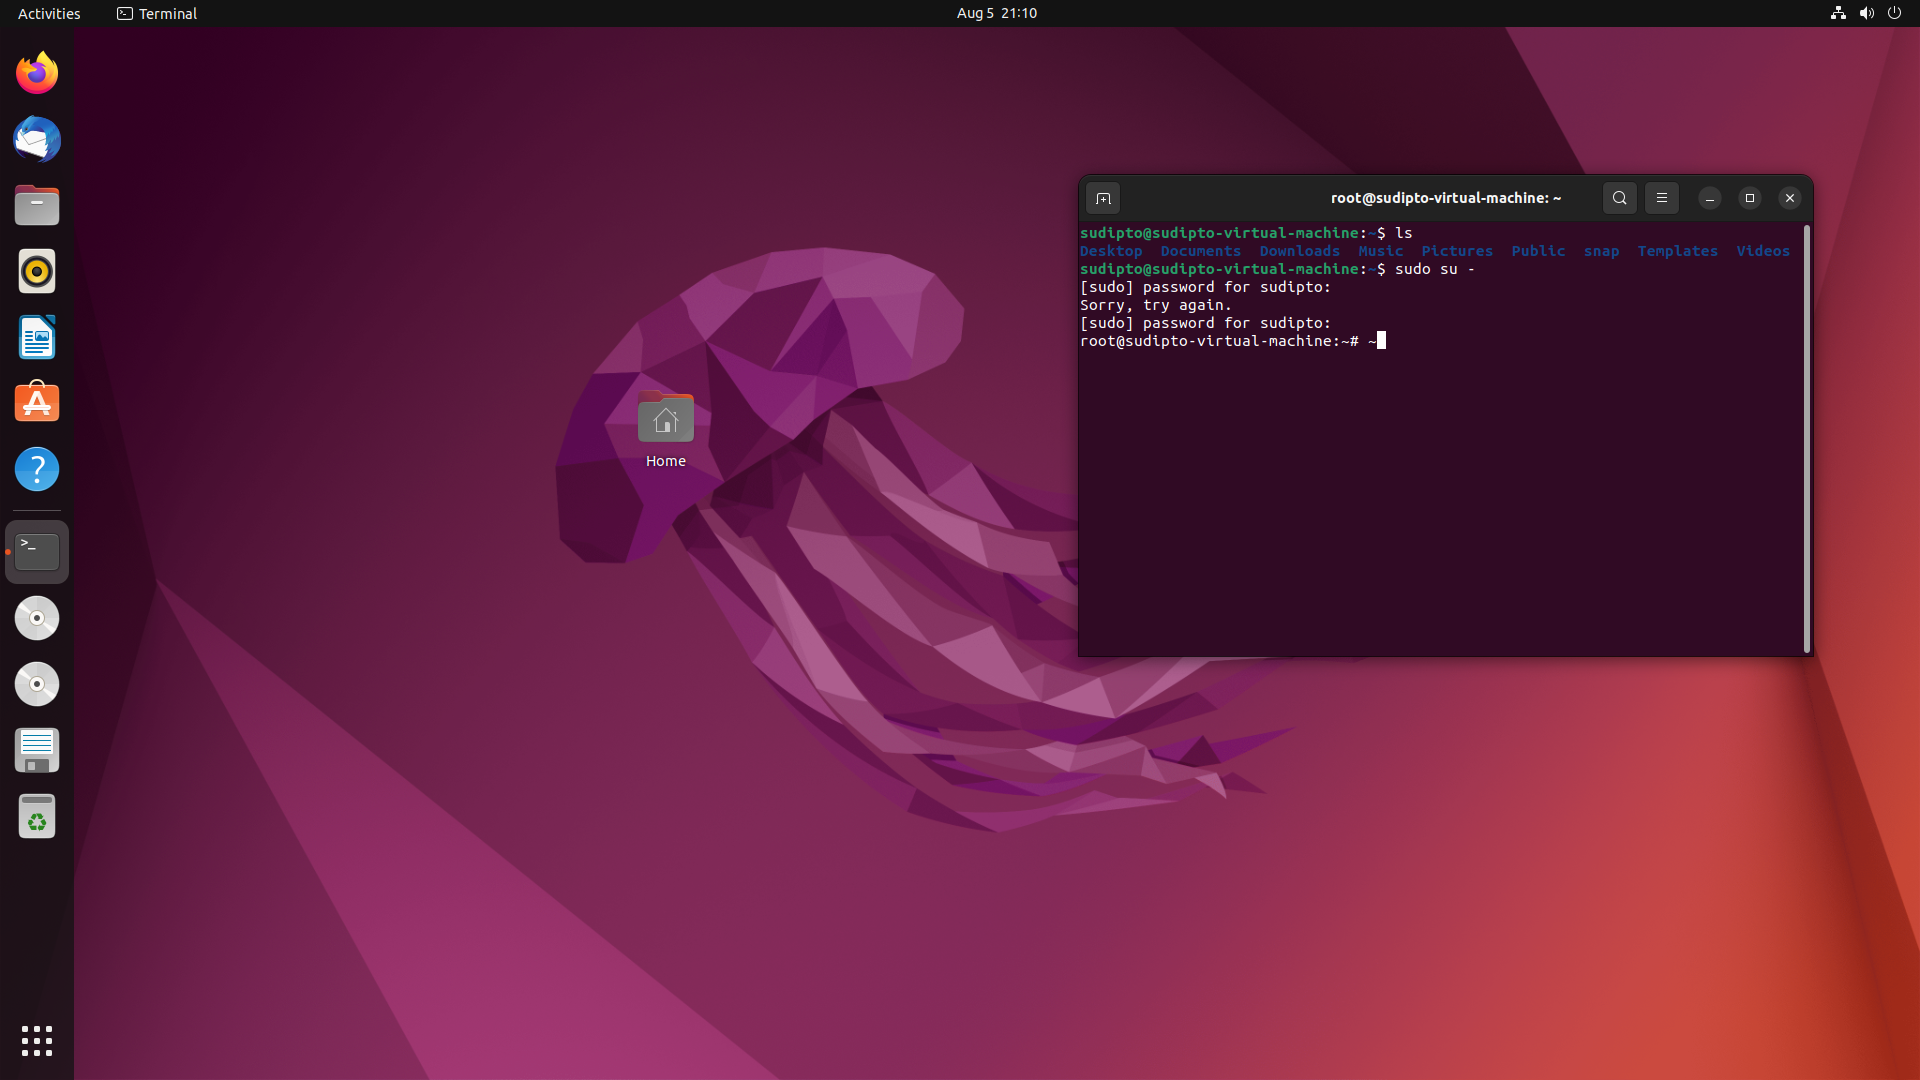 Activities
Terminal
Aug 5 21:10
root@sudipto-virtual-machine: ~
sudipto@sudipto-virtual-machine:~$ ls
Desktop Documents Downloads Music Pictures Public snap Templates Videos
sudipto@sudipto-virtual-machine:~$ sudo su -
[sudo] password for sudipto:
Sorry, try again.
[sudo] password for sudipto:
root@sudipto-virtual-machine:~# ~
Home